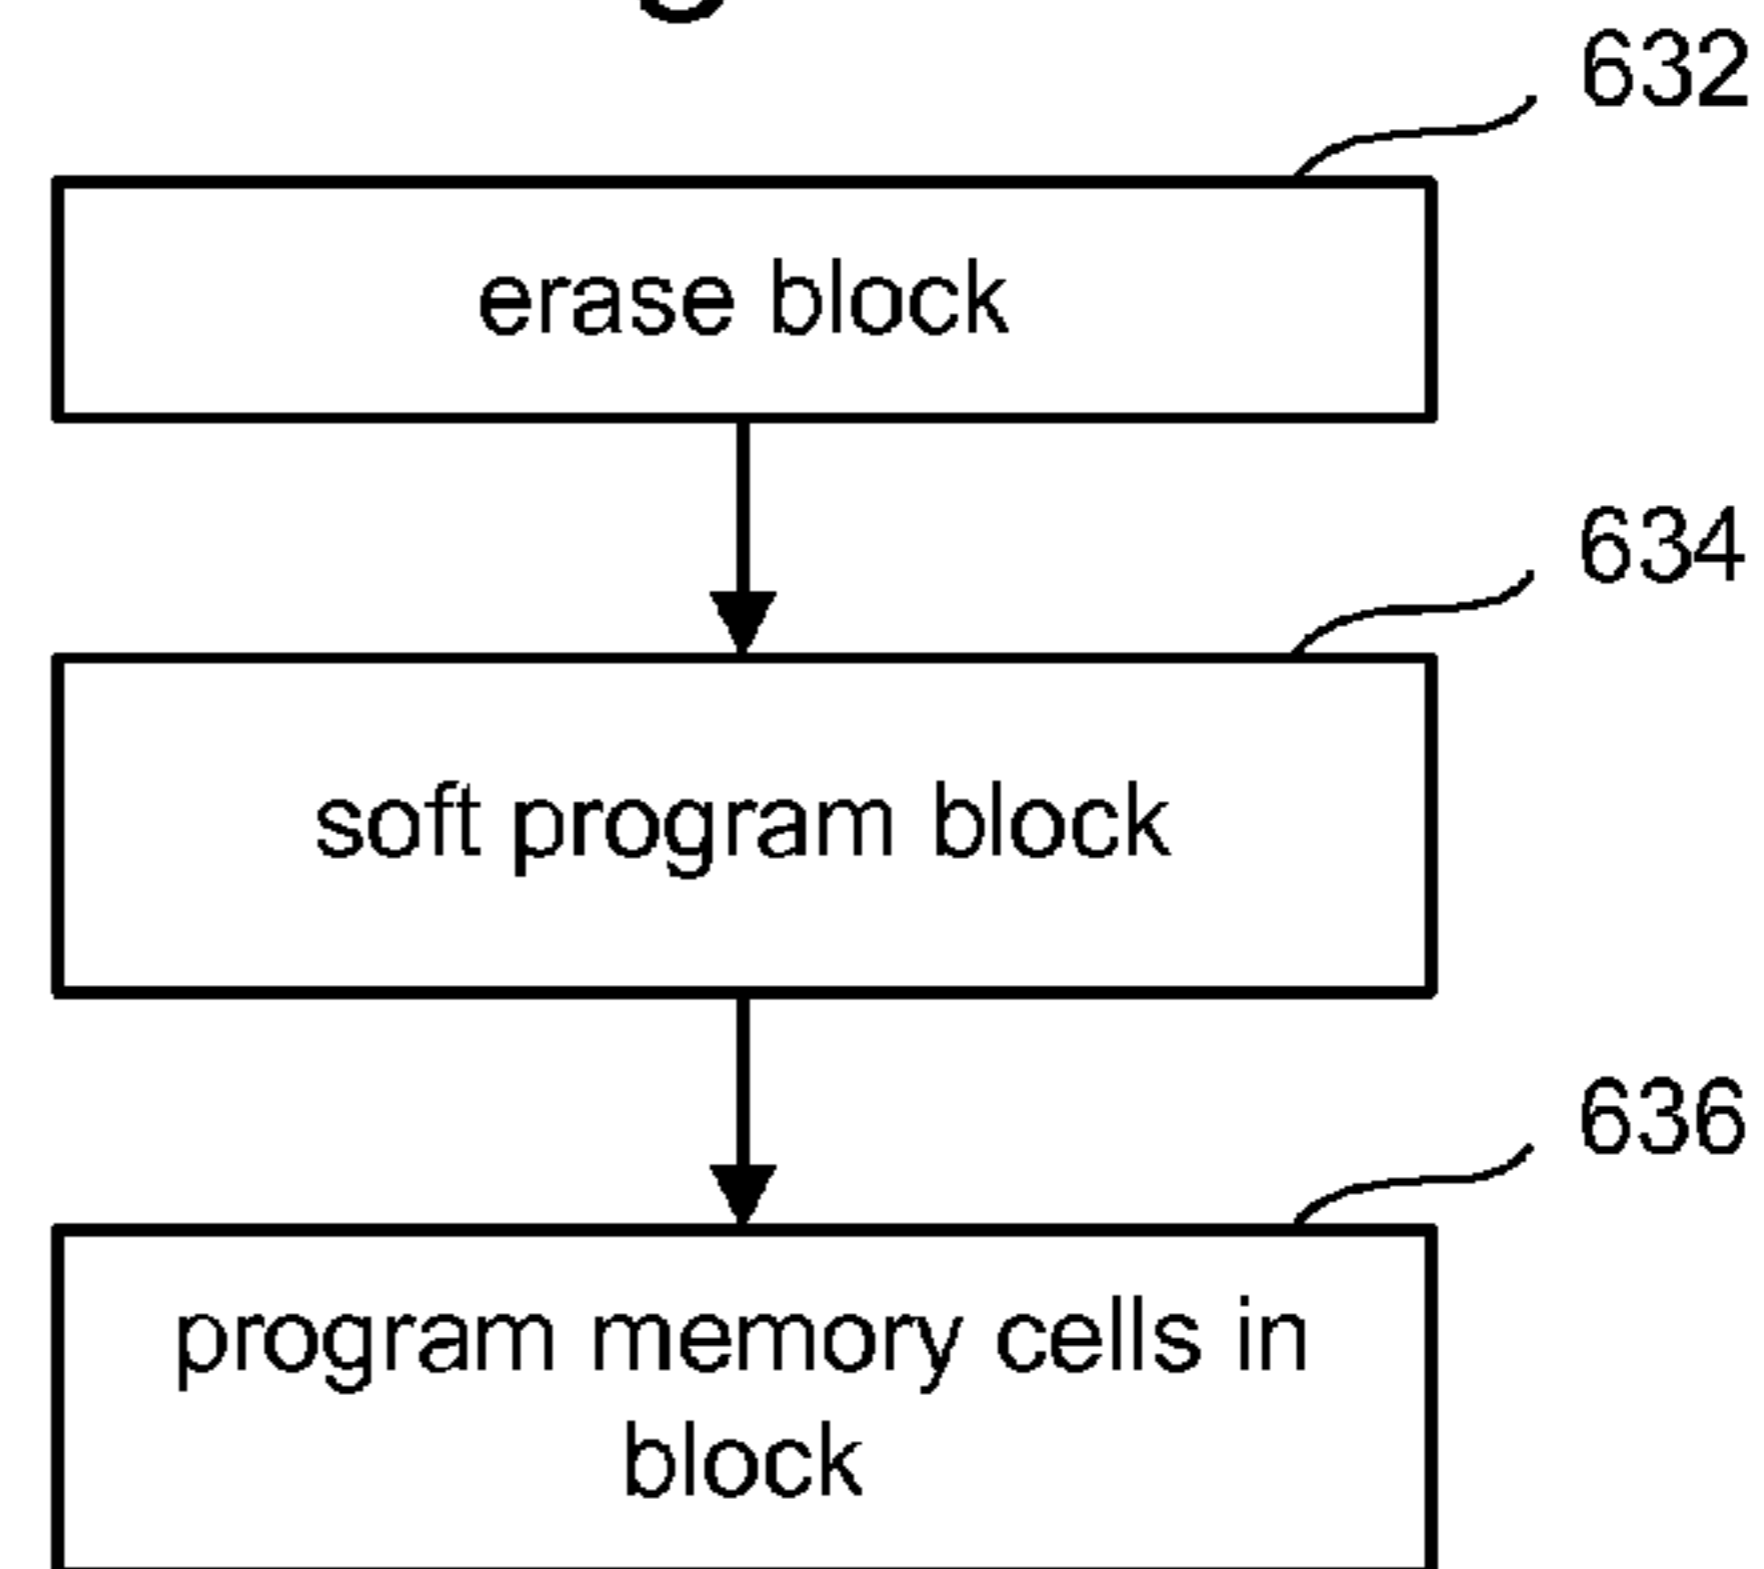 632
erase block
634
soft program block
636
program memory cells in
block